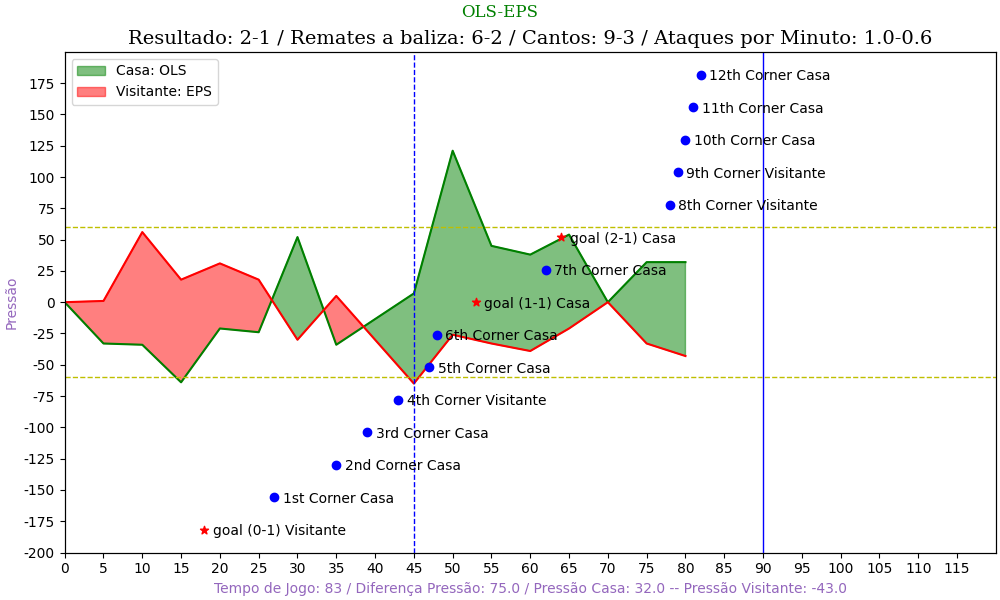 OLS-EPS
Resultado: 2-1 / Remates a baliza: 6-2 / Cantos: 9-3 / Ataques por Minuto: 1.0-0.6
Casa: OLS
Visitante: EPS
175
150
125
100
75
50
25
0
-25
-50
-75
-100
-125
-150
-175
-200
Pressão
12th Corner Casa
11th Corner Casa
10th Corner Casa
9th Corner Visitante
8th Corner Visitante
goal (2-1) Casa
7th Corner Casa
goal (1-1) Casa
6th Corner Casa
5th Corner Casa
4th Corner Visitante
3rd Corner Casa
2nd Corner Casa
1st Corner Casa
goal (0-1) Visitante
0 5 10 15 20 25 30 35 40 45 50 55 60 65 70 75 80 85 90 95 100 105 110 115
Tempo de Jogo: 83 / Diferença Pressão: 75.0 / Pressão Casa: 32.0 -- Pressão Visitante: -43.0